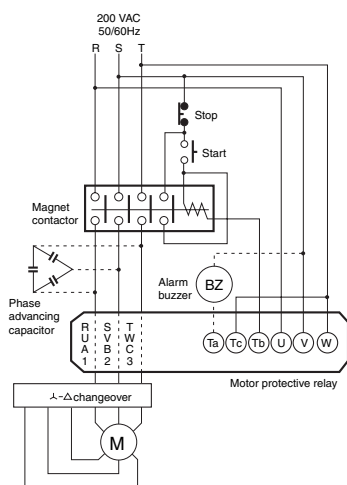 200 VAC
50/60Hz
R S T
Stop
Start
Magnet
contactor
Alarm
buzzer
BZ
Phase
advancing
capacitor
R S T
U V W
A B C
1 2 3
Ta Tc Tb U V W
Motor protective relay
⅄-△changeover
M